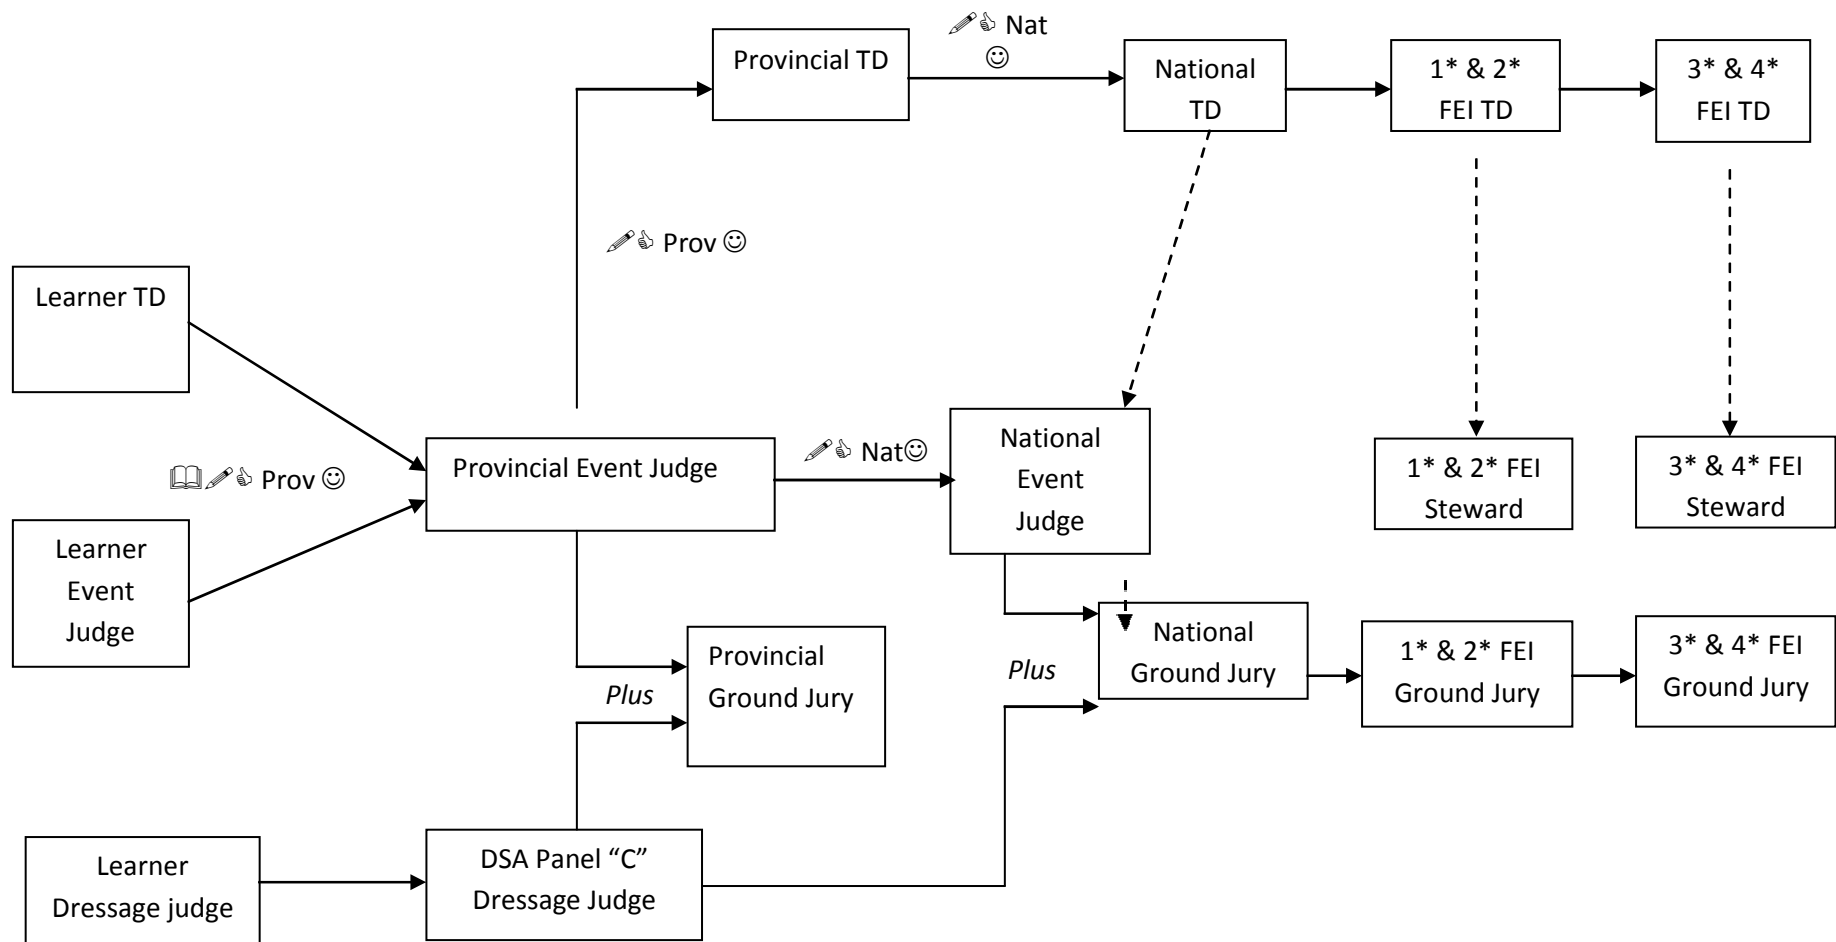 🖉👍 Nat
☺
Provincial TD
National
TD
1* & 2*
FEI TD
3* & 4*
FEI TD
🖉👍 Prov ☺
Learner TD
🕮🖉👍 Prov ☺
Provincial Event Judge
🖉👍 Nat☺
National
Event
Judge
1* & 2* FEI
Steward
3* & 4* FEI
Steward
Learner
Event
Judge
Provincial
Ground Jury
Plus
Plus
National
Ground Jury
1* & 2* FEI
Ground Jury
3* & 4* FEI
Ground Jury
Learner
Dressage judge
DSA Panel “C”
Dressage Judge